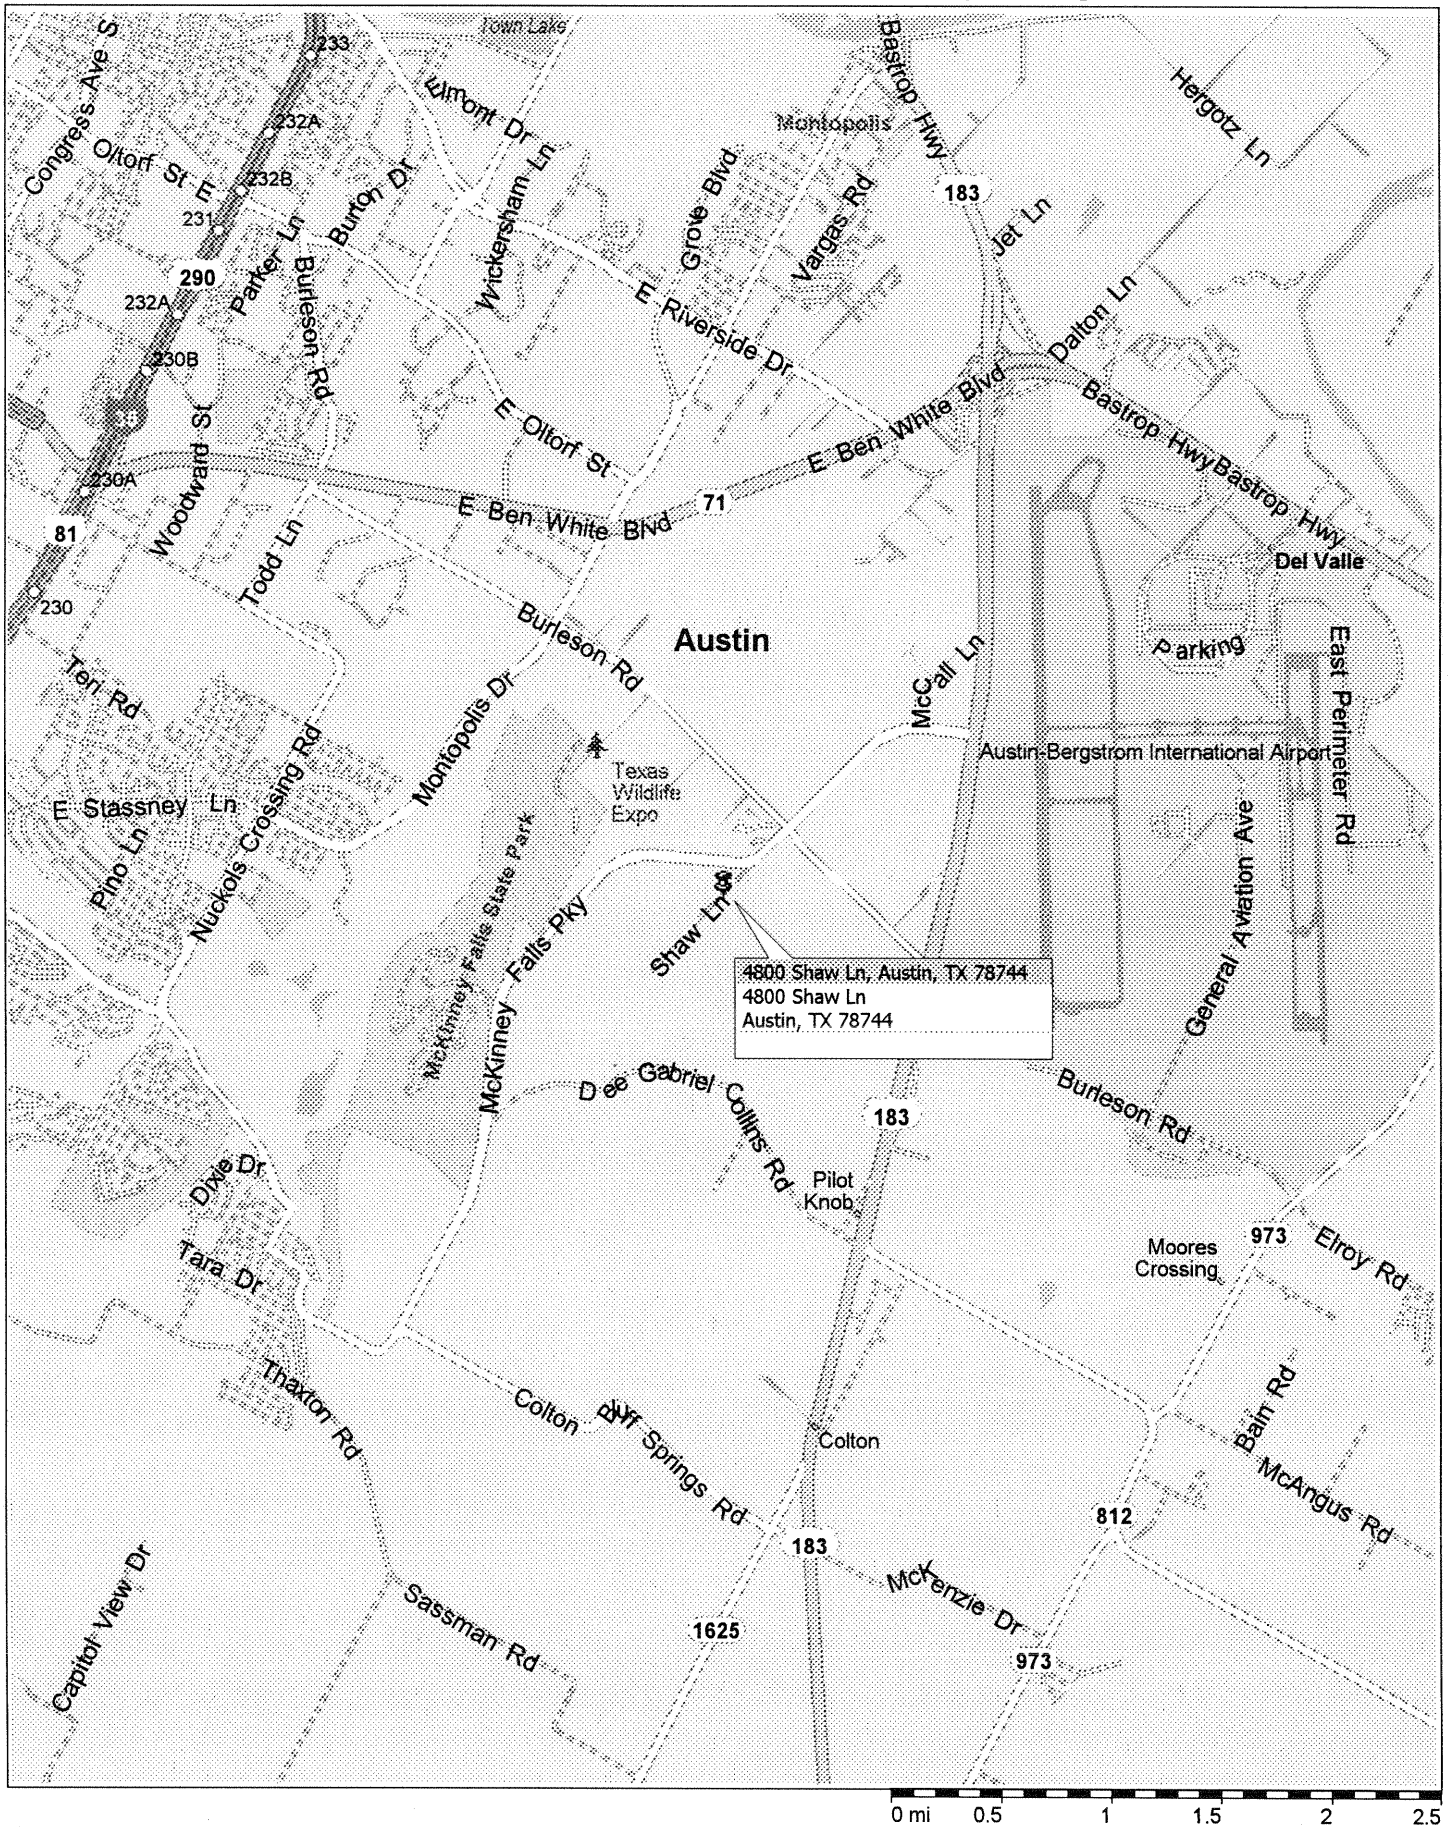 Town Lake
233
Congress Ave S
Elmont Dr
Bastrop Hwy
Hergotz Ln
232A
Montopolis
Oltorf St E
232B
Burton Dr
Wickersham Ln
Grove Blvd
Vargas Rd
183
231
Parker Ln
Jet Ln
290
Burleson Rd
232A
E Riverside Dr
Dalton Ln
230B
35
Woodward St
E Oltorf St
E Ben White Blvd
Bastrop Hwy
Bastrop Hwy
230A
E Ben White Blvd
71
81
Todd Ln
Del Valle
230
Burleson Rd
Austin
Parking
East Perimeter Rd
Teri Rd
McCall Ln
Montopolis Dr
Austin-Bergstrom International Airport
Texas
Wildlife
Expo
E Stassney Ln
Nuckols Crossing Rd
Pino Ln
McKinney Falls State Park
General Aviation Ave
McKinney Falls Pky
Shaw Ln
4800 Shaw Ln, Austin, TX 78744
4800 Shaw Ln
Austin, TX 78744
Dee Gabriel Collins Rd
183
Burleson Rd
Dixie Dr
Pilot
Knob
973
Moores
Crossing
Elroy Rd
Tara Dr
Thaxton Rd
Colton Bluff Springs Rd
Colton
Bain Rd
McAngus Rd
812
183
Capitol View Dr
Sassman Rd
McKenzie Dr
1625
973
0 mi 0.5 1 1.5 2 2.5